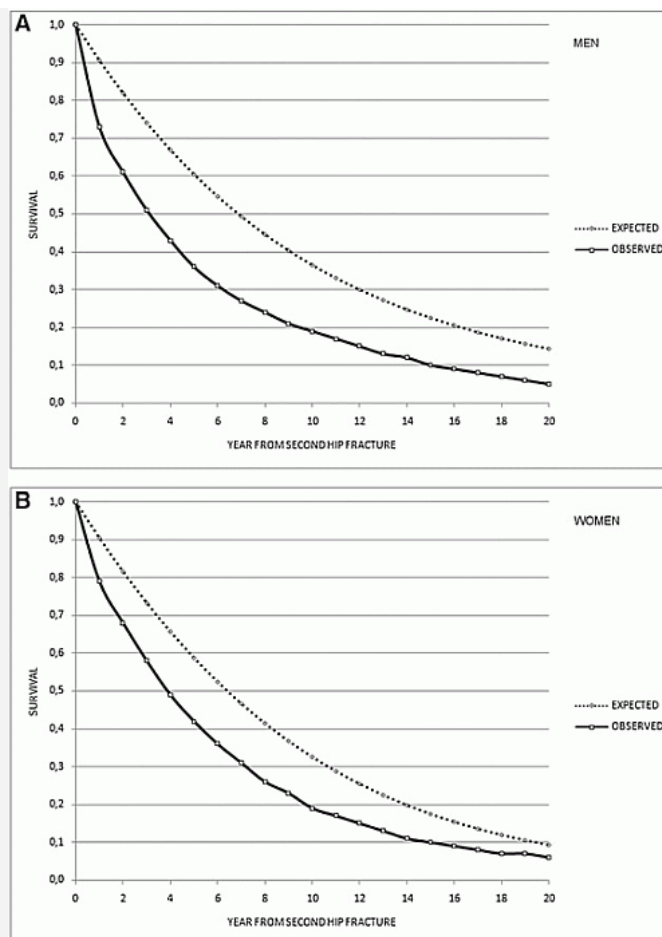 A
MEN
1,0
0,9
0,8
0,7
0,6
0,5
0,4
0,3
0,2
0,1
0,0
SURVIVAL
0 2 4 6 8 10 12 14 16 18 20
YEAR FROM SECOND HIP FRACTURE
EXPECTED
OBSERVED
B
WOMEN
1,0
0,9
0,8
0,7
0,6
0,5
0,4
0,3
0,2
0,1
0,0
SURVIVAL
0 2 4 6 8 10 12 14 16 18 20
YEAR FROM SECOND HIP FRACTURE
EXPECTED
OBSERVED